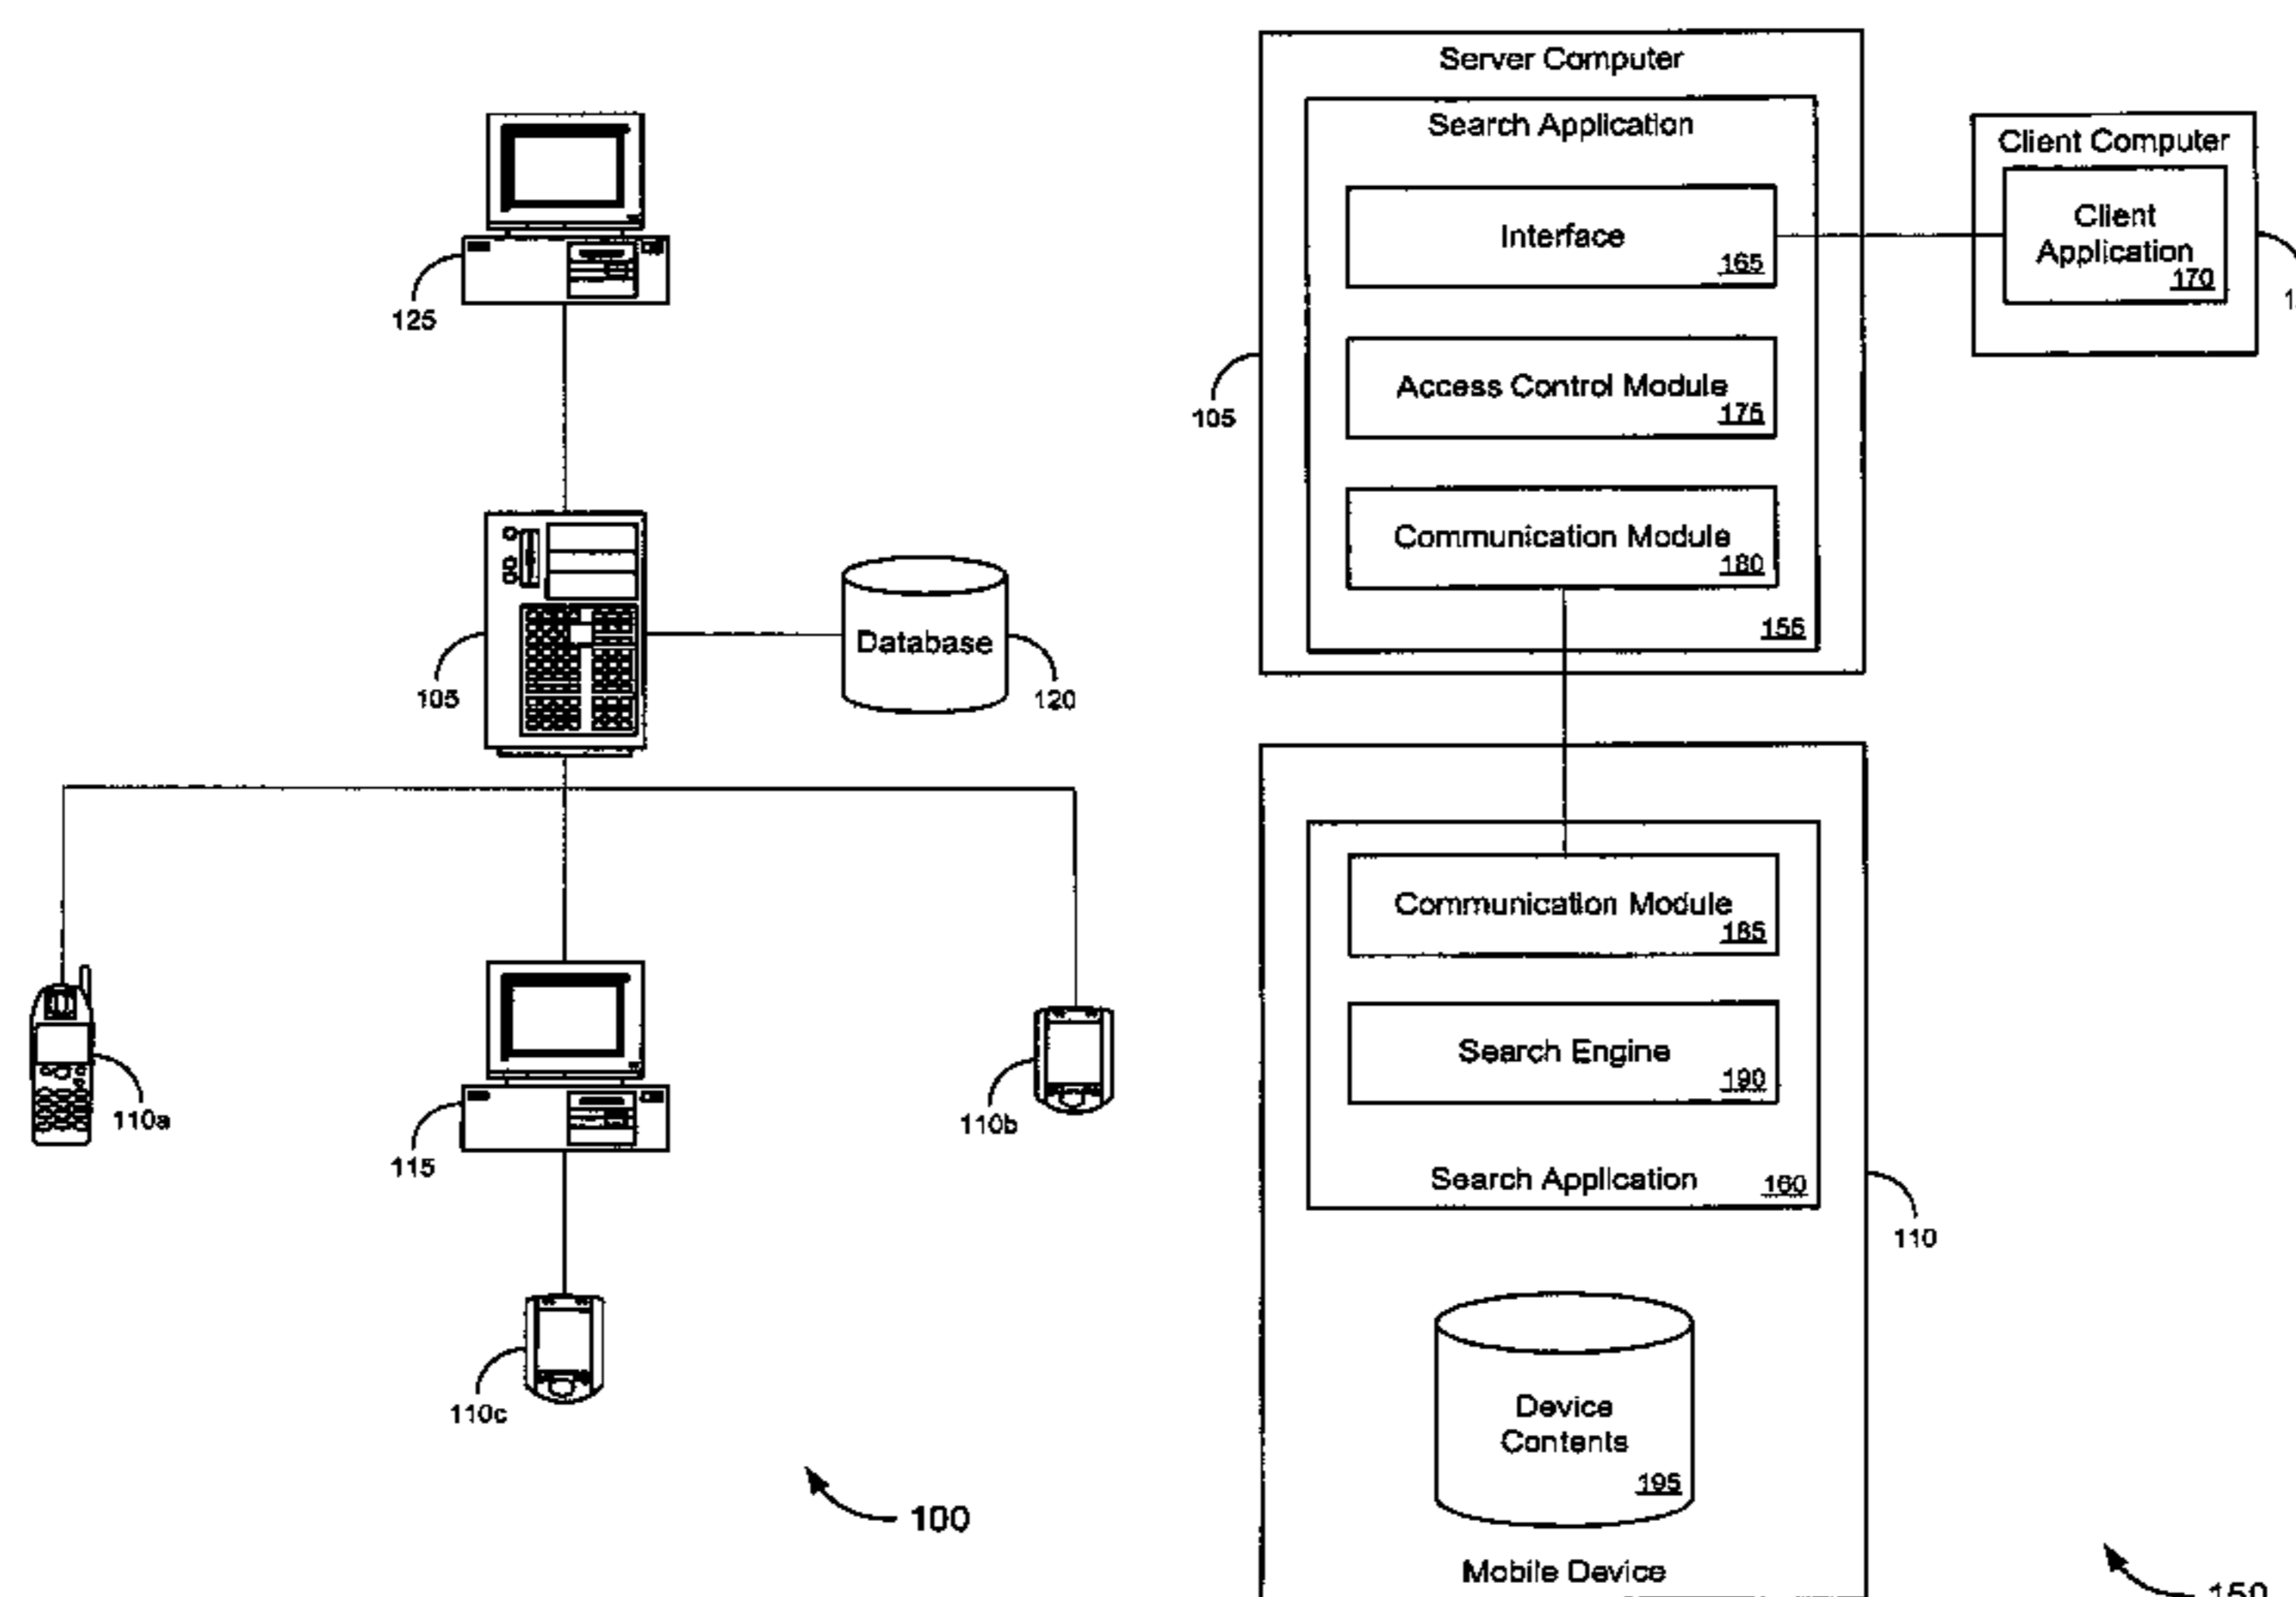 125
105
Database
120
110a
115
110b
110c
100
Server Computer
Search Application
Interface
165
Access Control Module
175
Communication Module
180
155
105
Client Computer
Client
Application
170
Communication Module
185
Search Engine
190
Search Application
160
110
Device
Contents
195
Mobile Device
150